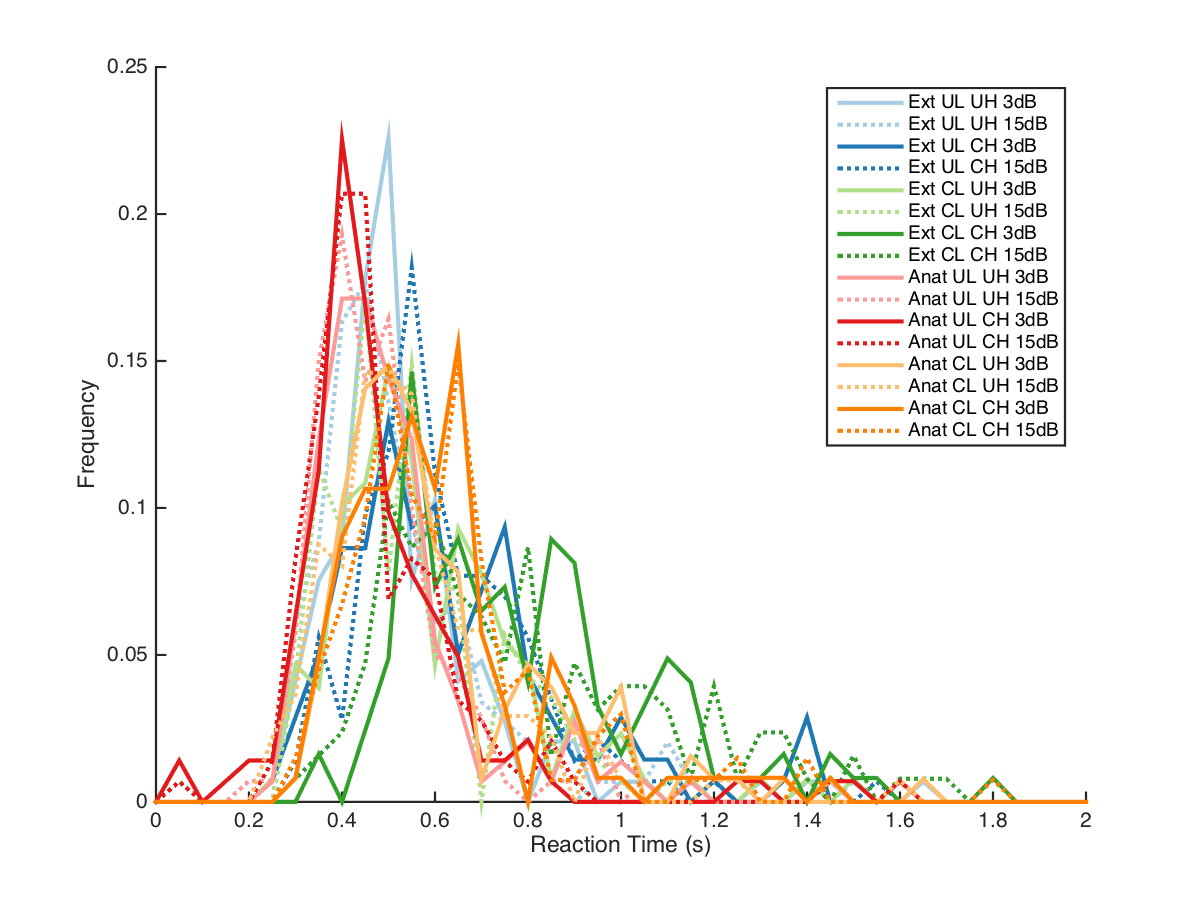 0.25
0.2
0.15
0.1
0.05
0
Frequency
0 0.2 0.4 0.6 0.8 1 1.2 1.4 1.6 1.8 2
Reaction Time (s)
Ext UL UH 3dB
Ext UL UH 15dB
Ext UL CH 3dB
Ext UL CH 15dB
Ext CL UH 3dB
Ext CL UH 15dB
Ext CL CH 3dB
Ext CL CH 15dB
Anat UL UH 3dB
Anat UL UH 15dB
Anat UL CH 3dB
Anat UL CH 15dB
Anat CL UH 3dB
Anat CL UH 15dB
Anat CL CH 3dB
Anat CL CH 15dB